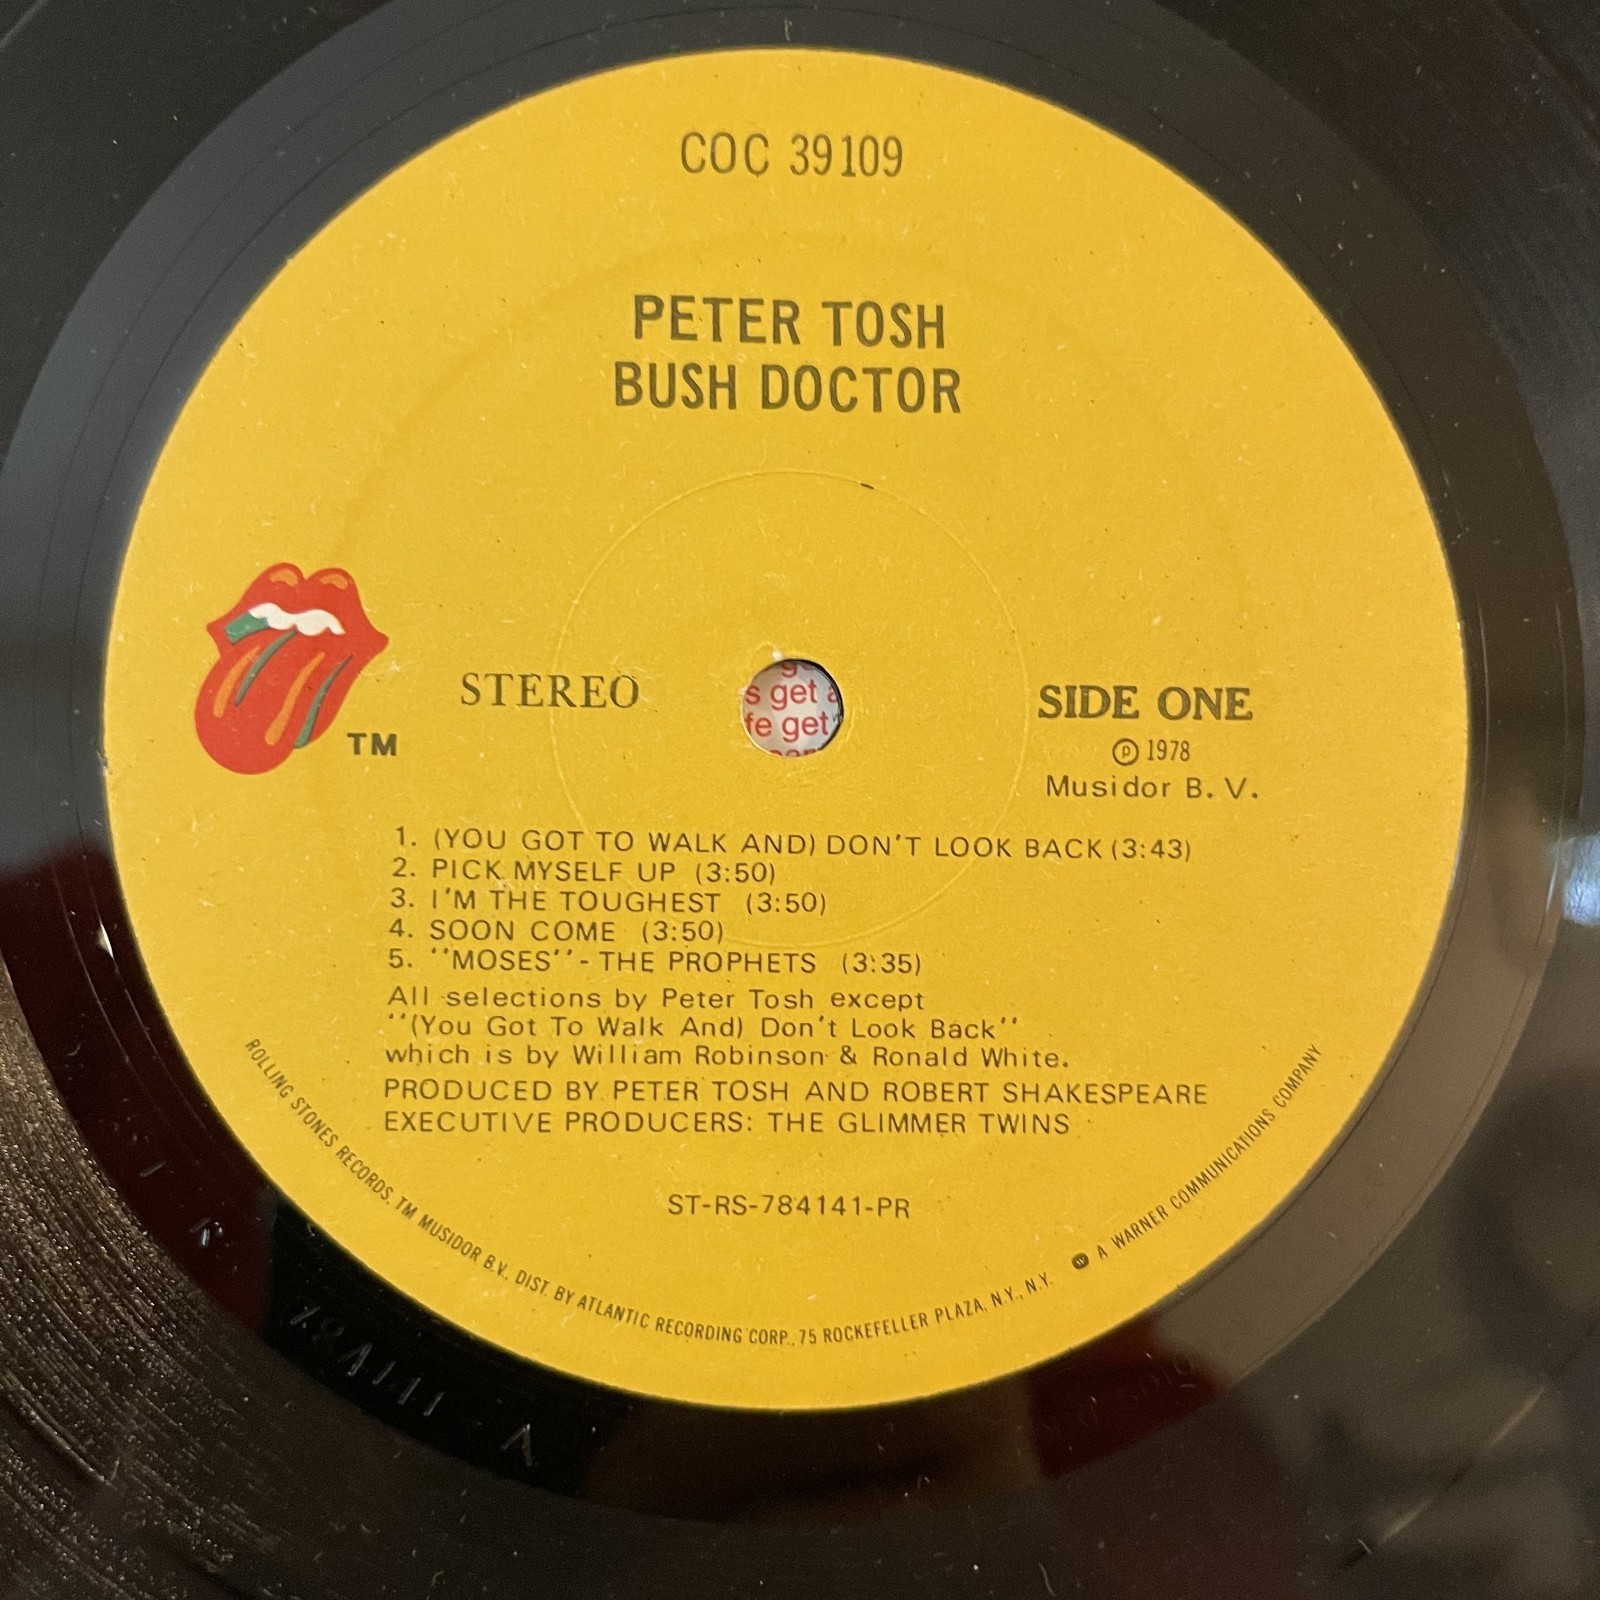 COC 39109
PETER TOSH
BUSH DOCTOR
STEREO
TM
s get
fe get
SIDE ONE
℗ 1978
Musidor B. V.
1. (YOU GOT TO WALK AND) DON'T LOOK BACK (3:43)
2. PICK MYSELF UP (3:50)
3. I'M THE TOUGHEST (3:50)
4. SOON COME (3:50)
5. ''MOSES'' - THE PROPHETS (3:35)
All selections by Peter Tosh except
''(You Got To Walk And) Don't Look Back''
which is by William Robinson & Ronald White.
PRODUCED BY PETER TOSH AND ROBERT SHAKESPEARE
EXECUTIVE PRODUCERS: THE GLIMMER TWINS
ST-RS-784141-PR
ROLLING STONES RECORDS, TM MUSIDOR B.V., DIST. BY ATLANTIC RECORDING CORP., 75 ROCKEFELLER PLAZA, N.Y., N.Y. A WARNER COMMUNICATIONS COMPANY
784141 A